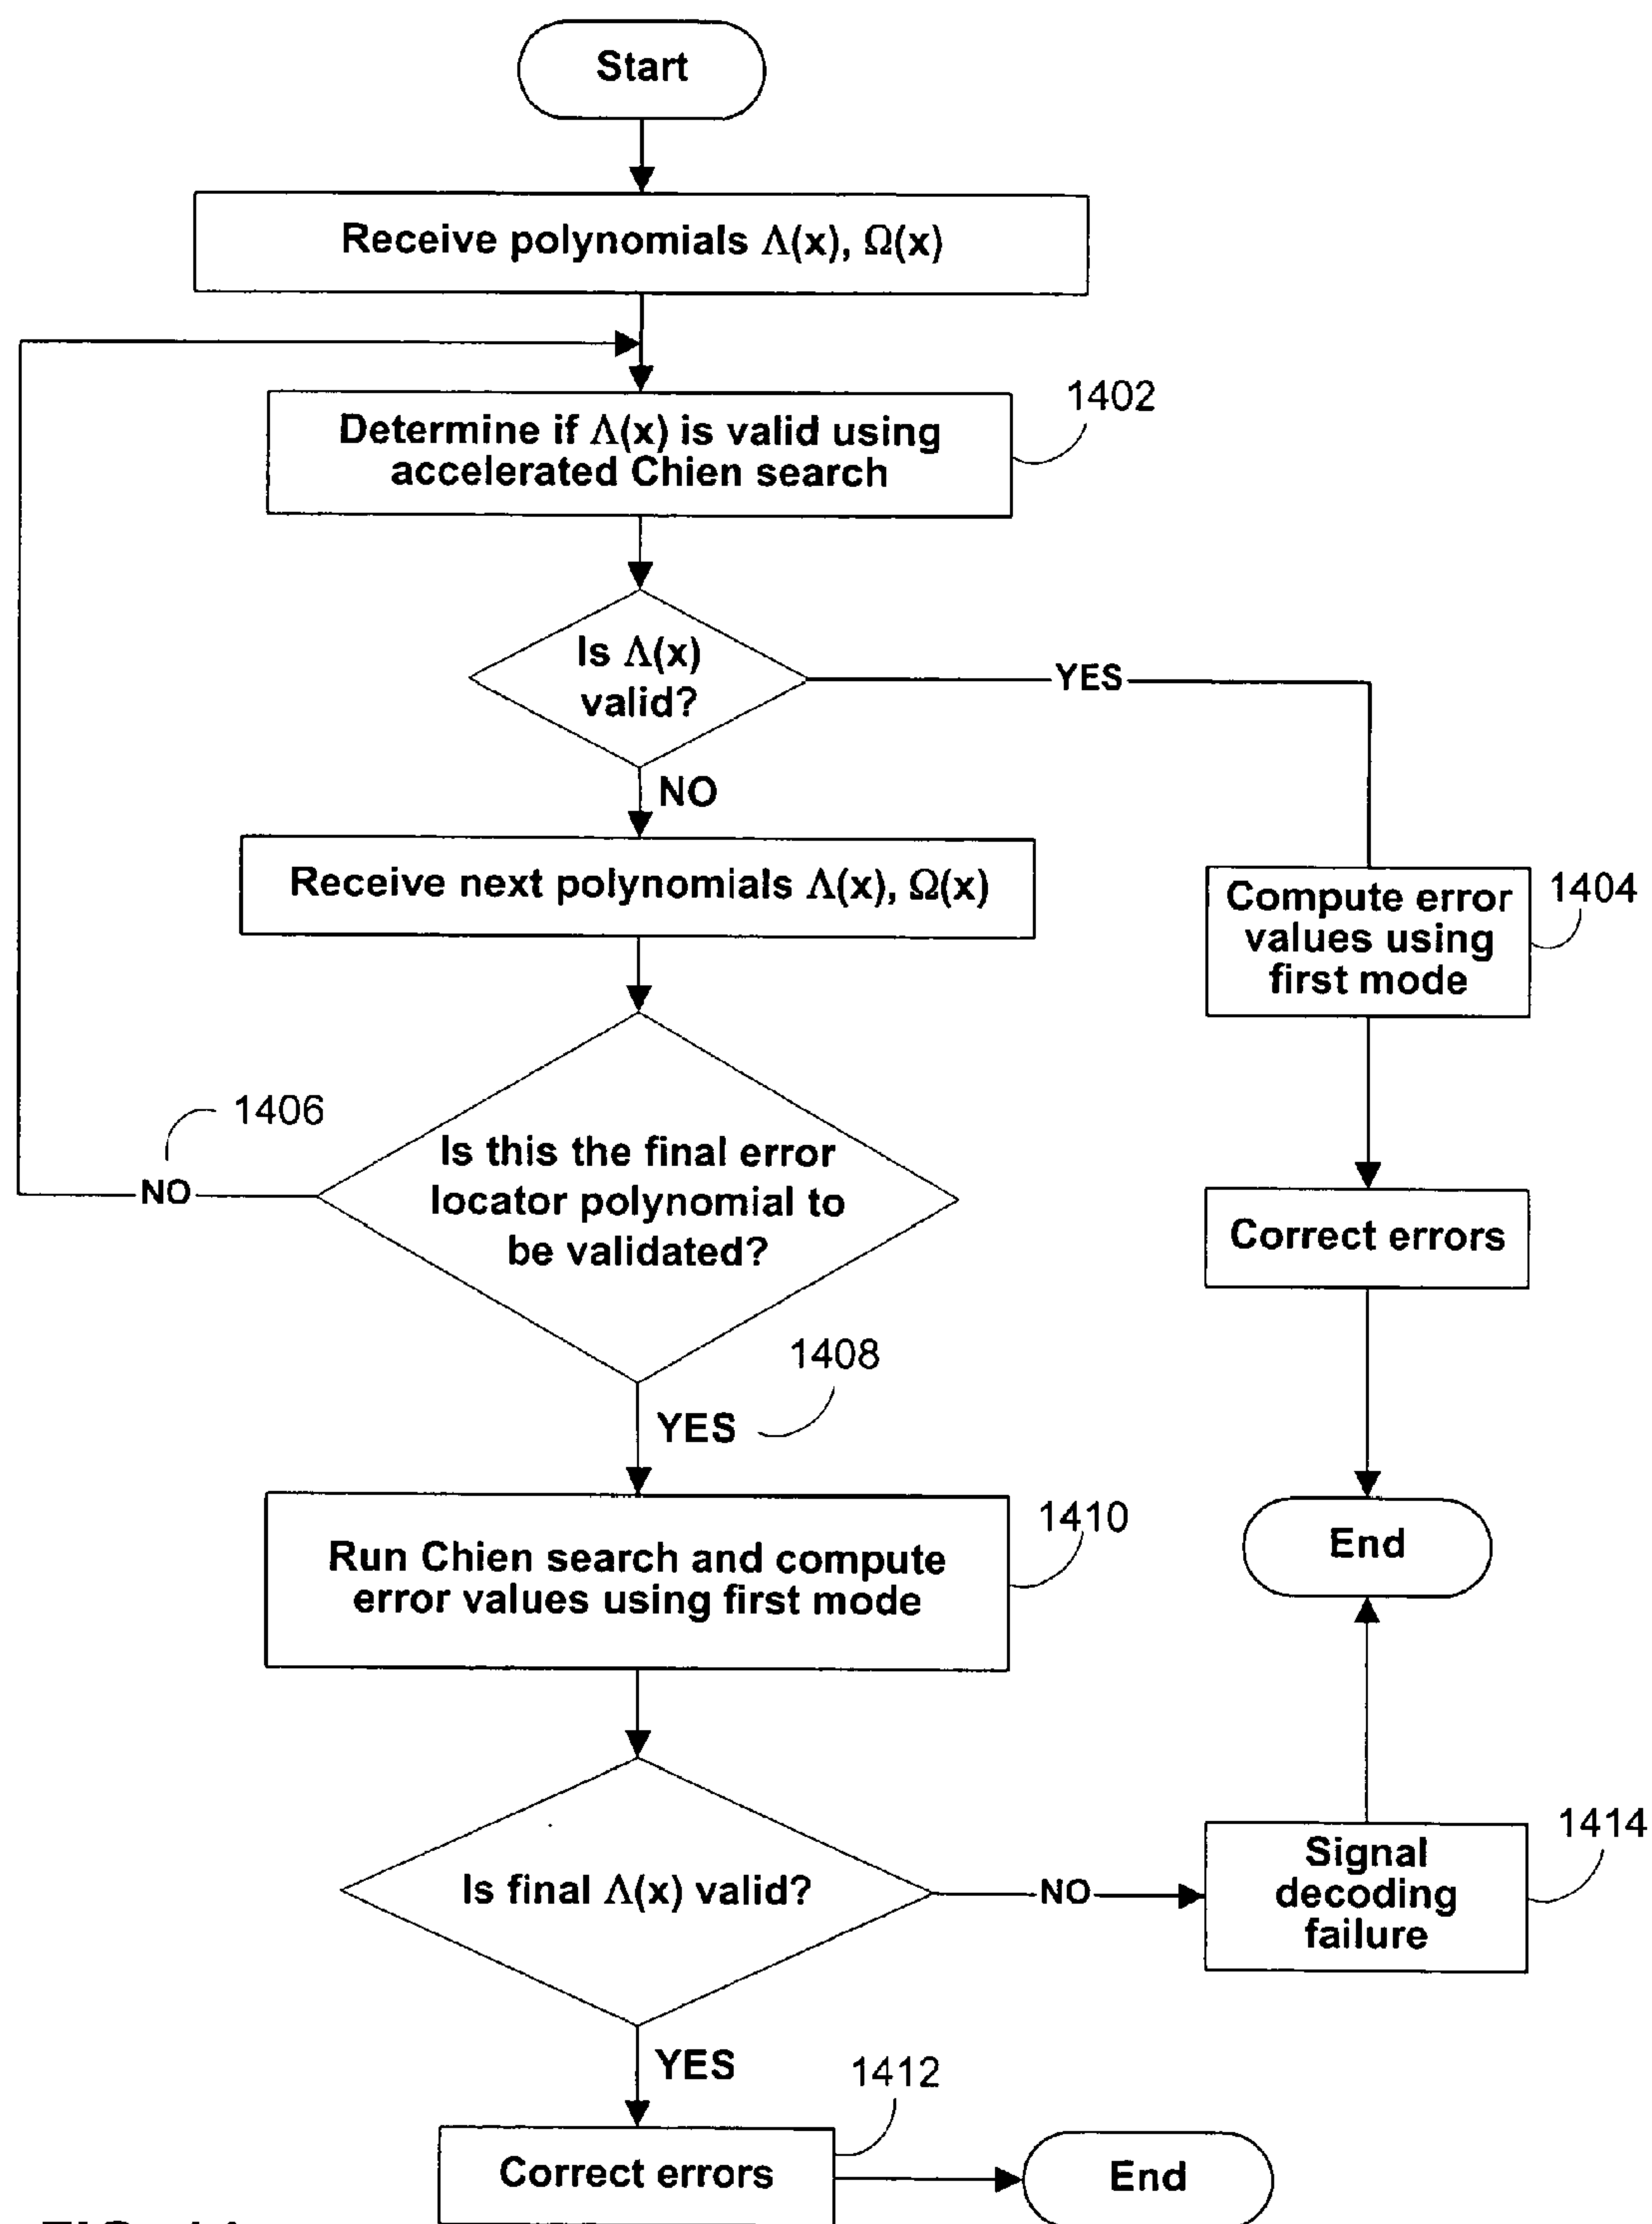 Start
Receive polynomials Λ(x), Ω(x)
Determine if Λ(x) is valid using
accelerated Chien search
1402
Is Λ(x)
valid?
YES
NO
Receive next polynomials Λ(x), Ω(x)
Compute error
values using
first mode
1404
1406
NO
Is this the final error
locator polynomial to
be validated?
Correct errors
1408
YES
Run Chien search and compute
error values using first mode
1410
End
Is final Λ(x) valid?
NO
Signal
decoding
failure
1414
YES
1412
Correct errors
End